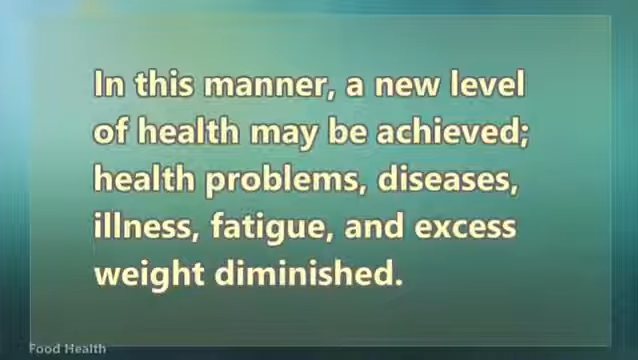 In this manner, a new level
of health may be achieved;
health problems, diseases,
illness, fatigue, and excess
weight diminished.
Food Health